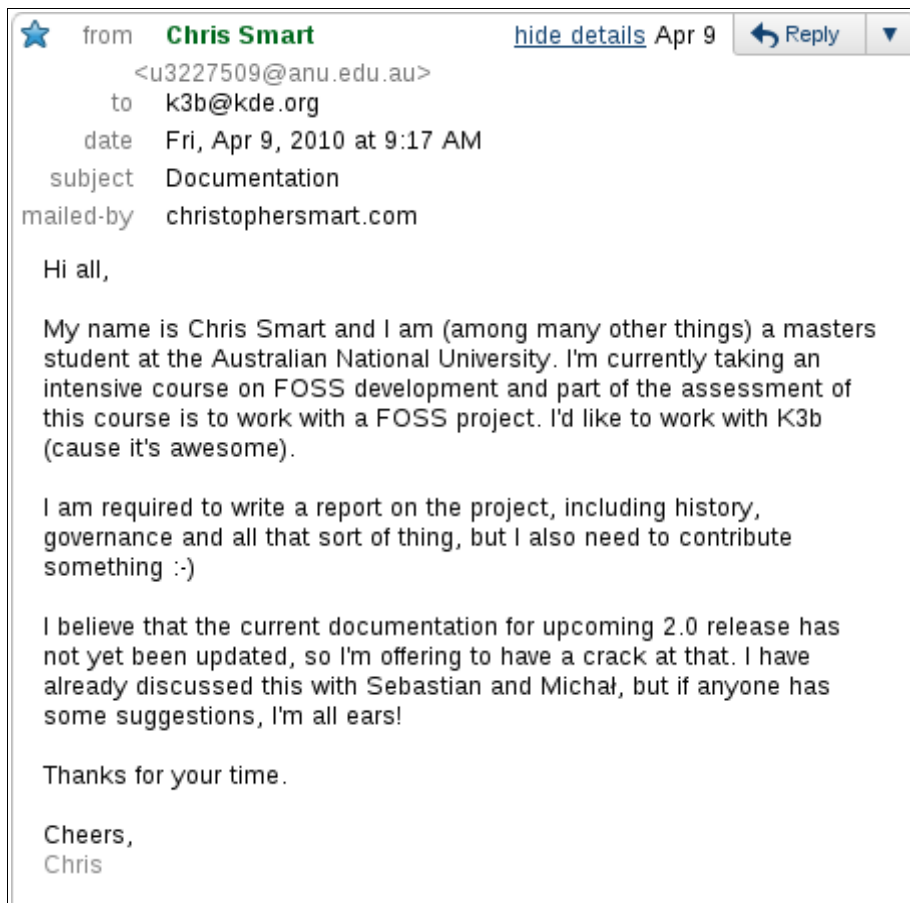 from Chris Smart hide details Apr 9 Reply
<u3227509@anu.edu.au>
to k3b@kde.org
date Fri, Apr 9, 2010 at 9:17 AM
subject Documentation
mailed-by christophersmart.com
Hi all,
My name is Chris Smart and I am (among many other things) a masters
student at the Australian National University. I'm currently taking an
intensive course on FOSS development and part of the assessment of
this course is to work with a FOSS project. I'd like to work with K3b
(cause it's awesome).
I am required to write a report on the project, including history,
governance and all that sort of thing, but I also need to contribute
something :-)
I believe that the current documentation for upcoming 2.0 release has
not yet been updated, so I'm offering to have a crack at that. I have
already discussed this with Sebastian and Michał, but if anyone has
some suggestions, I'm all ears!
Thanks for your time.
Cheers,
Chris